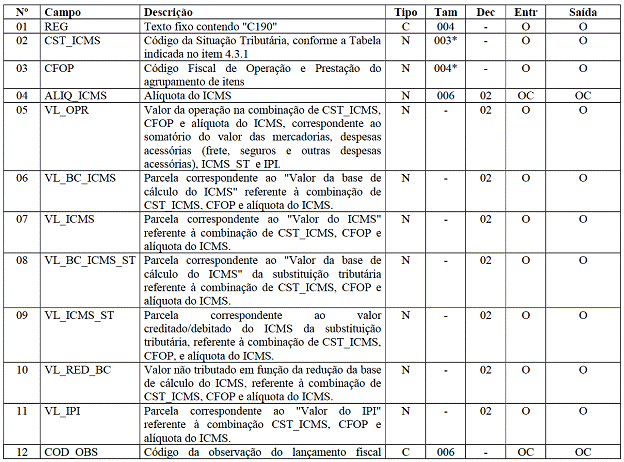 Nº Campo Descrição Tipo Tam Dec Entr Saída
01 REG Texto fixo contendo "C190" C 004 - O O
02 CST_ICMS Código da Situação Tributária, conforme a Tabela N 003* - O O
indicada no item 4.3.1
03 CFOP Código Fiscal de Operação e Prestação do N 004* - O O
agrupamento de itens
04 ALIQ_ICMS Alíquota do ICMS N 006 02 OC OC
05 VL_OPR Valor da operação na combinação de CST_ICMS, N - 02 O O
CFOP e alíquota do ICMS, correspondente ao
somatório do valor das mercadorias, despesas
acessórias (frete, seguros e outras despesas
acessórias), ICMS_ST e IPI.
06 VL_BC_ICMS Parcela correspondente ao "Valor da base de N - 02 O O
cálculo do ICMS" referente à combinação de
CST_ICMS, CFOP e alíquota do ICMS.
07 VL_ICMS Parcela correspondente ao "Valor do ICMS" N - 02 O O
referente à combinação de CST_ICMS, CFOP e
alíquota do ICMS.
08 VL_BC_ICMS_ST Parcela correspondente ao "Valor da base de N - 02 O O
cálculo do ICMS" da substituição tributária
referente à combinação de CST_ICMS, CFOP e
alíquota do ICMS.
09 VL_ICMS_ST Parcela correspondente ao valor N - 02 O O
creditado/debitado do ICMS da substituição
tributária, referente à combinação de CST_ICMS,
CFOP, e alíquota do ICMS.
10 VL_RED_BC Valor não tributado em função da redução da base N - 02 O O
de cálculo do ICMS, referente à combinação de
CST_ICMS, CFOP e alíquota do ICMS.
11 VL_IPI Parcela correspondente ao "Valor do IPI" N - 02 O O
referente à combinação CST_ICMS, CFOP e
alíquota do ICMS.
12 COD_OBS Código da observação do lançamento fiscal C 006 - OC OC